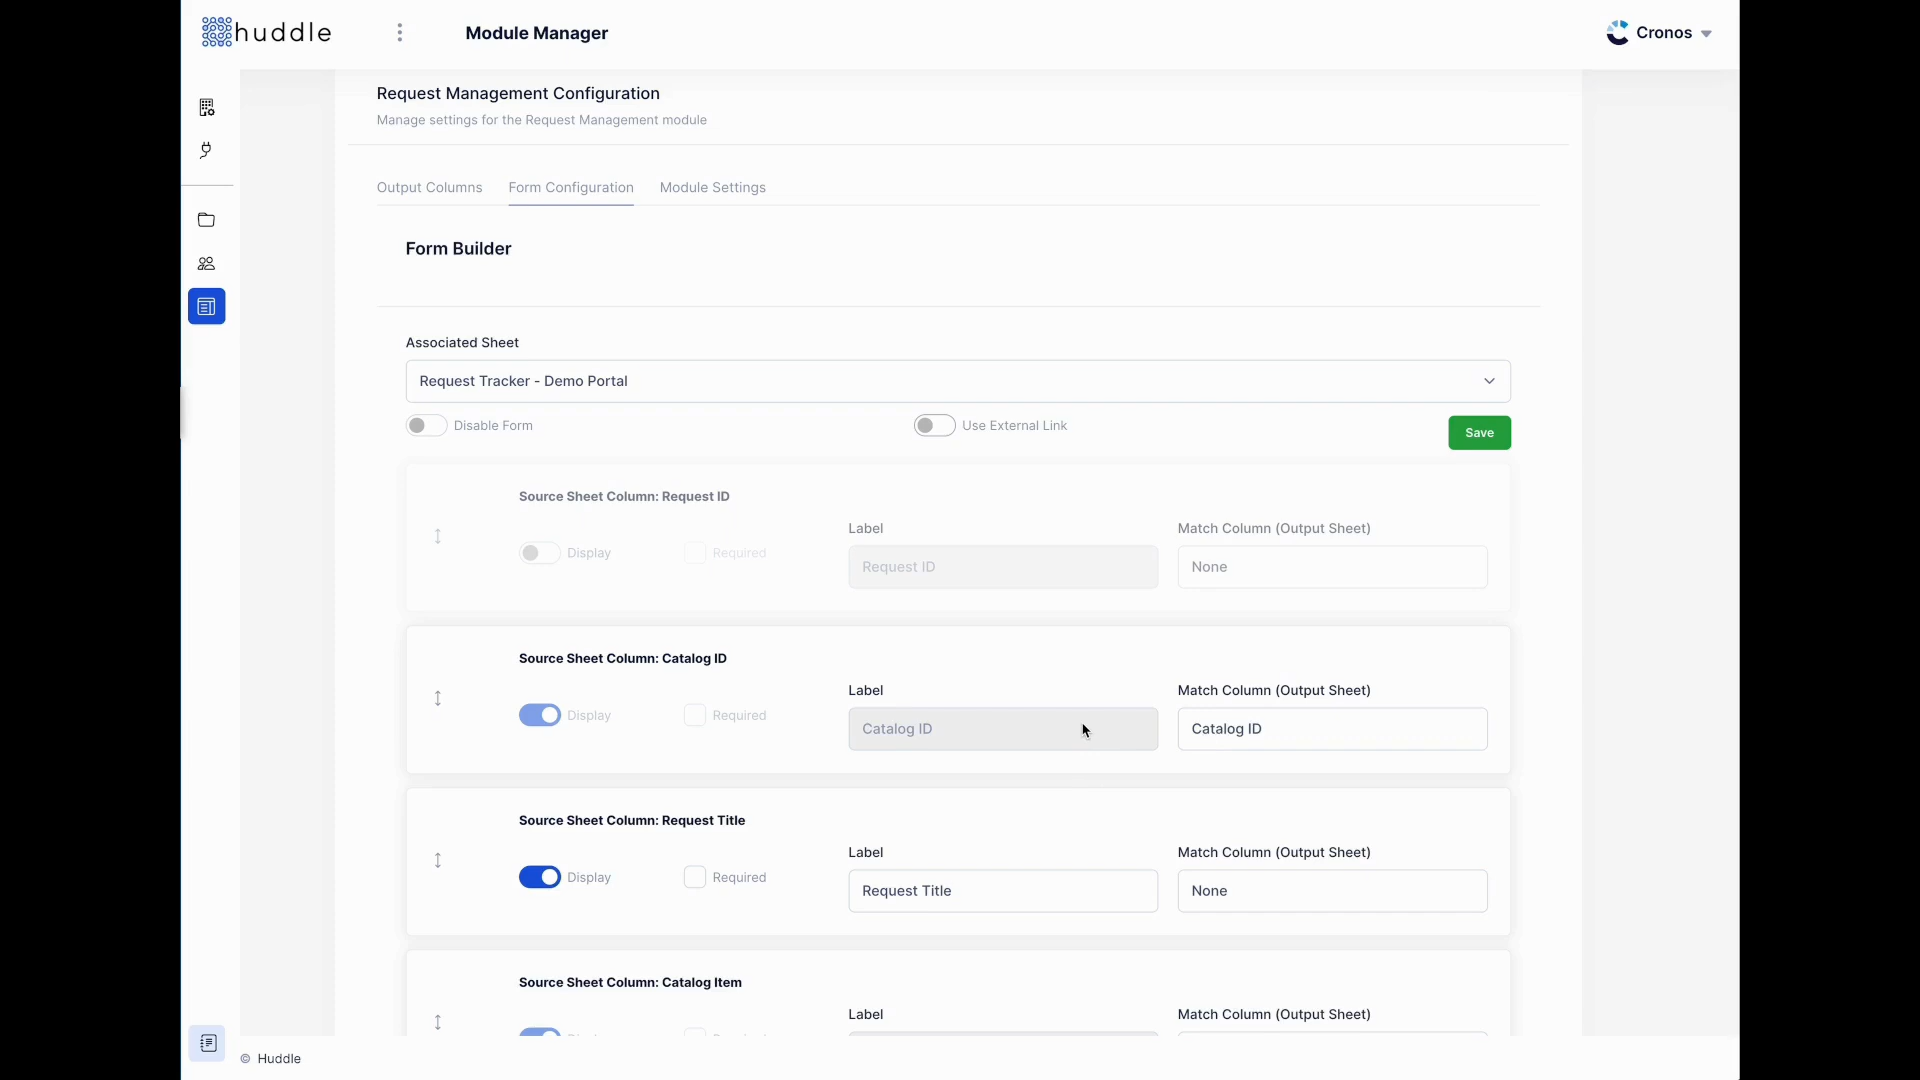 huddle
Module Manager
Cronos
Request Management Configuration
Manage settings for the Request Management module
Output Columns Form Configuration Module Settings
Form Builder
Associated Sheet
Request Tracker - Demo Portal
Disable Form Use External Link Save
Source Sheet Column: Request ID
Label Match Column (Output Sheet)
Display Required Request ID None
Source Sheet Column: Catalog ID
Label Match Column (Output Sheet)
Display Required Catalog ID Catalog ID
Source Sheet Column: Request Title
Label Match Column (Output Sheet)
Display Required Request Title None
Source Sheet Column: Catalog Item
Label Match Column (Output Sheet)
© Huddle